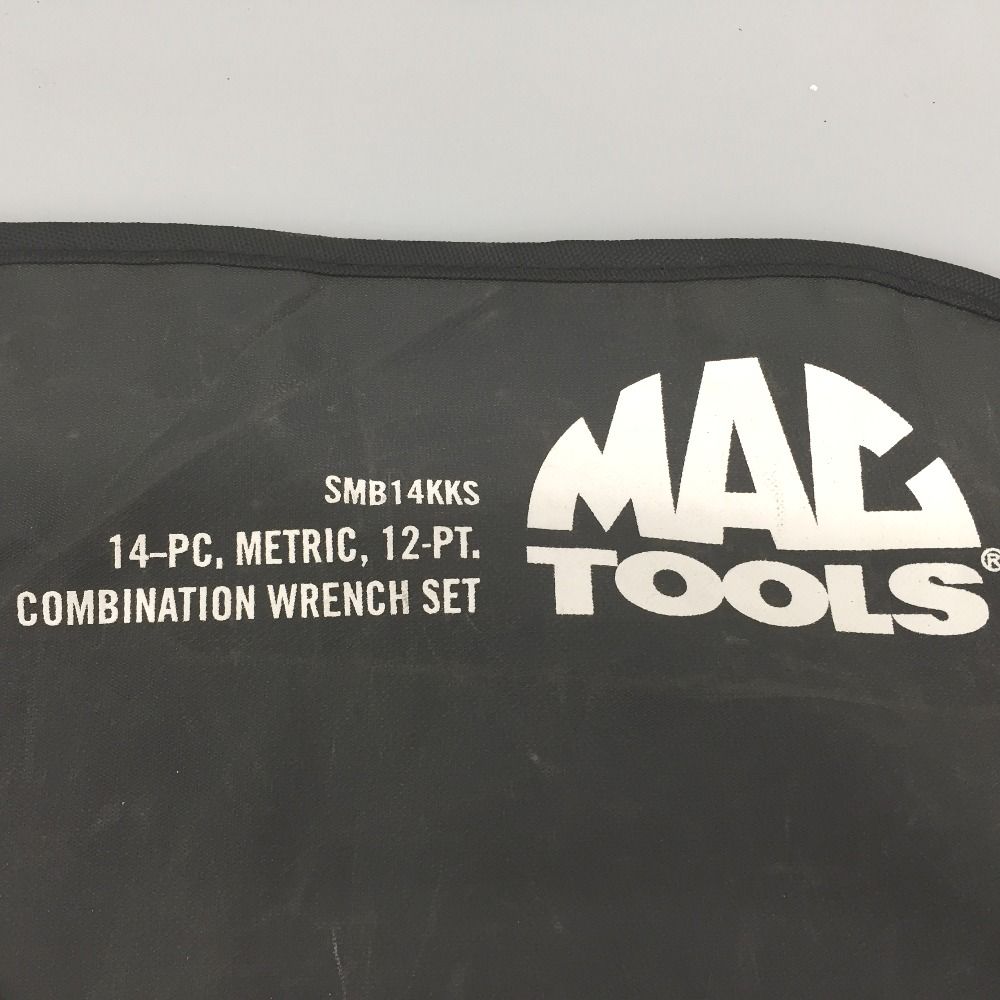 SMB14KKS
14–PC, METRIC, 12-PT.
COMBINATION WRENCH SET
MAC
TOOLS®